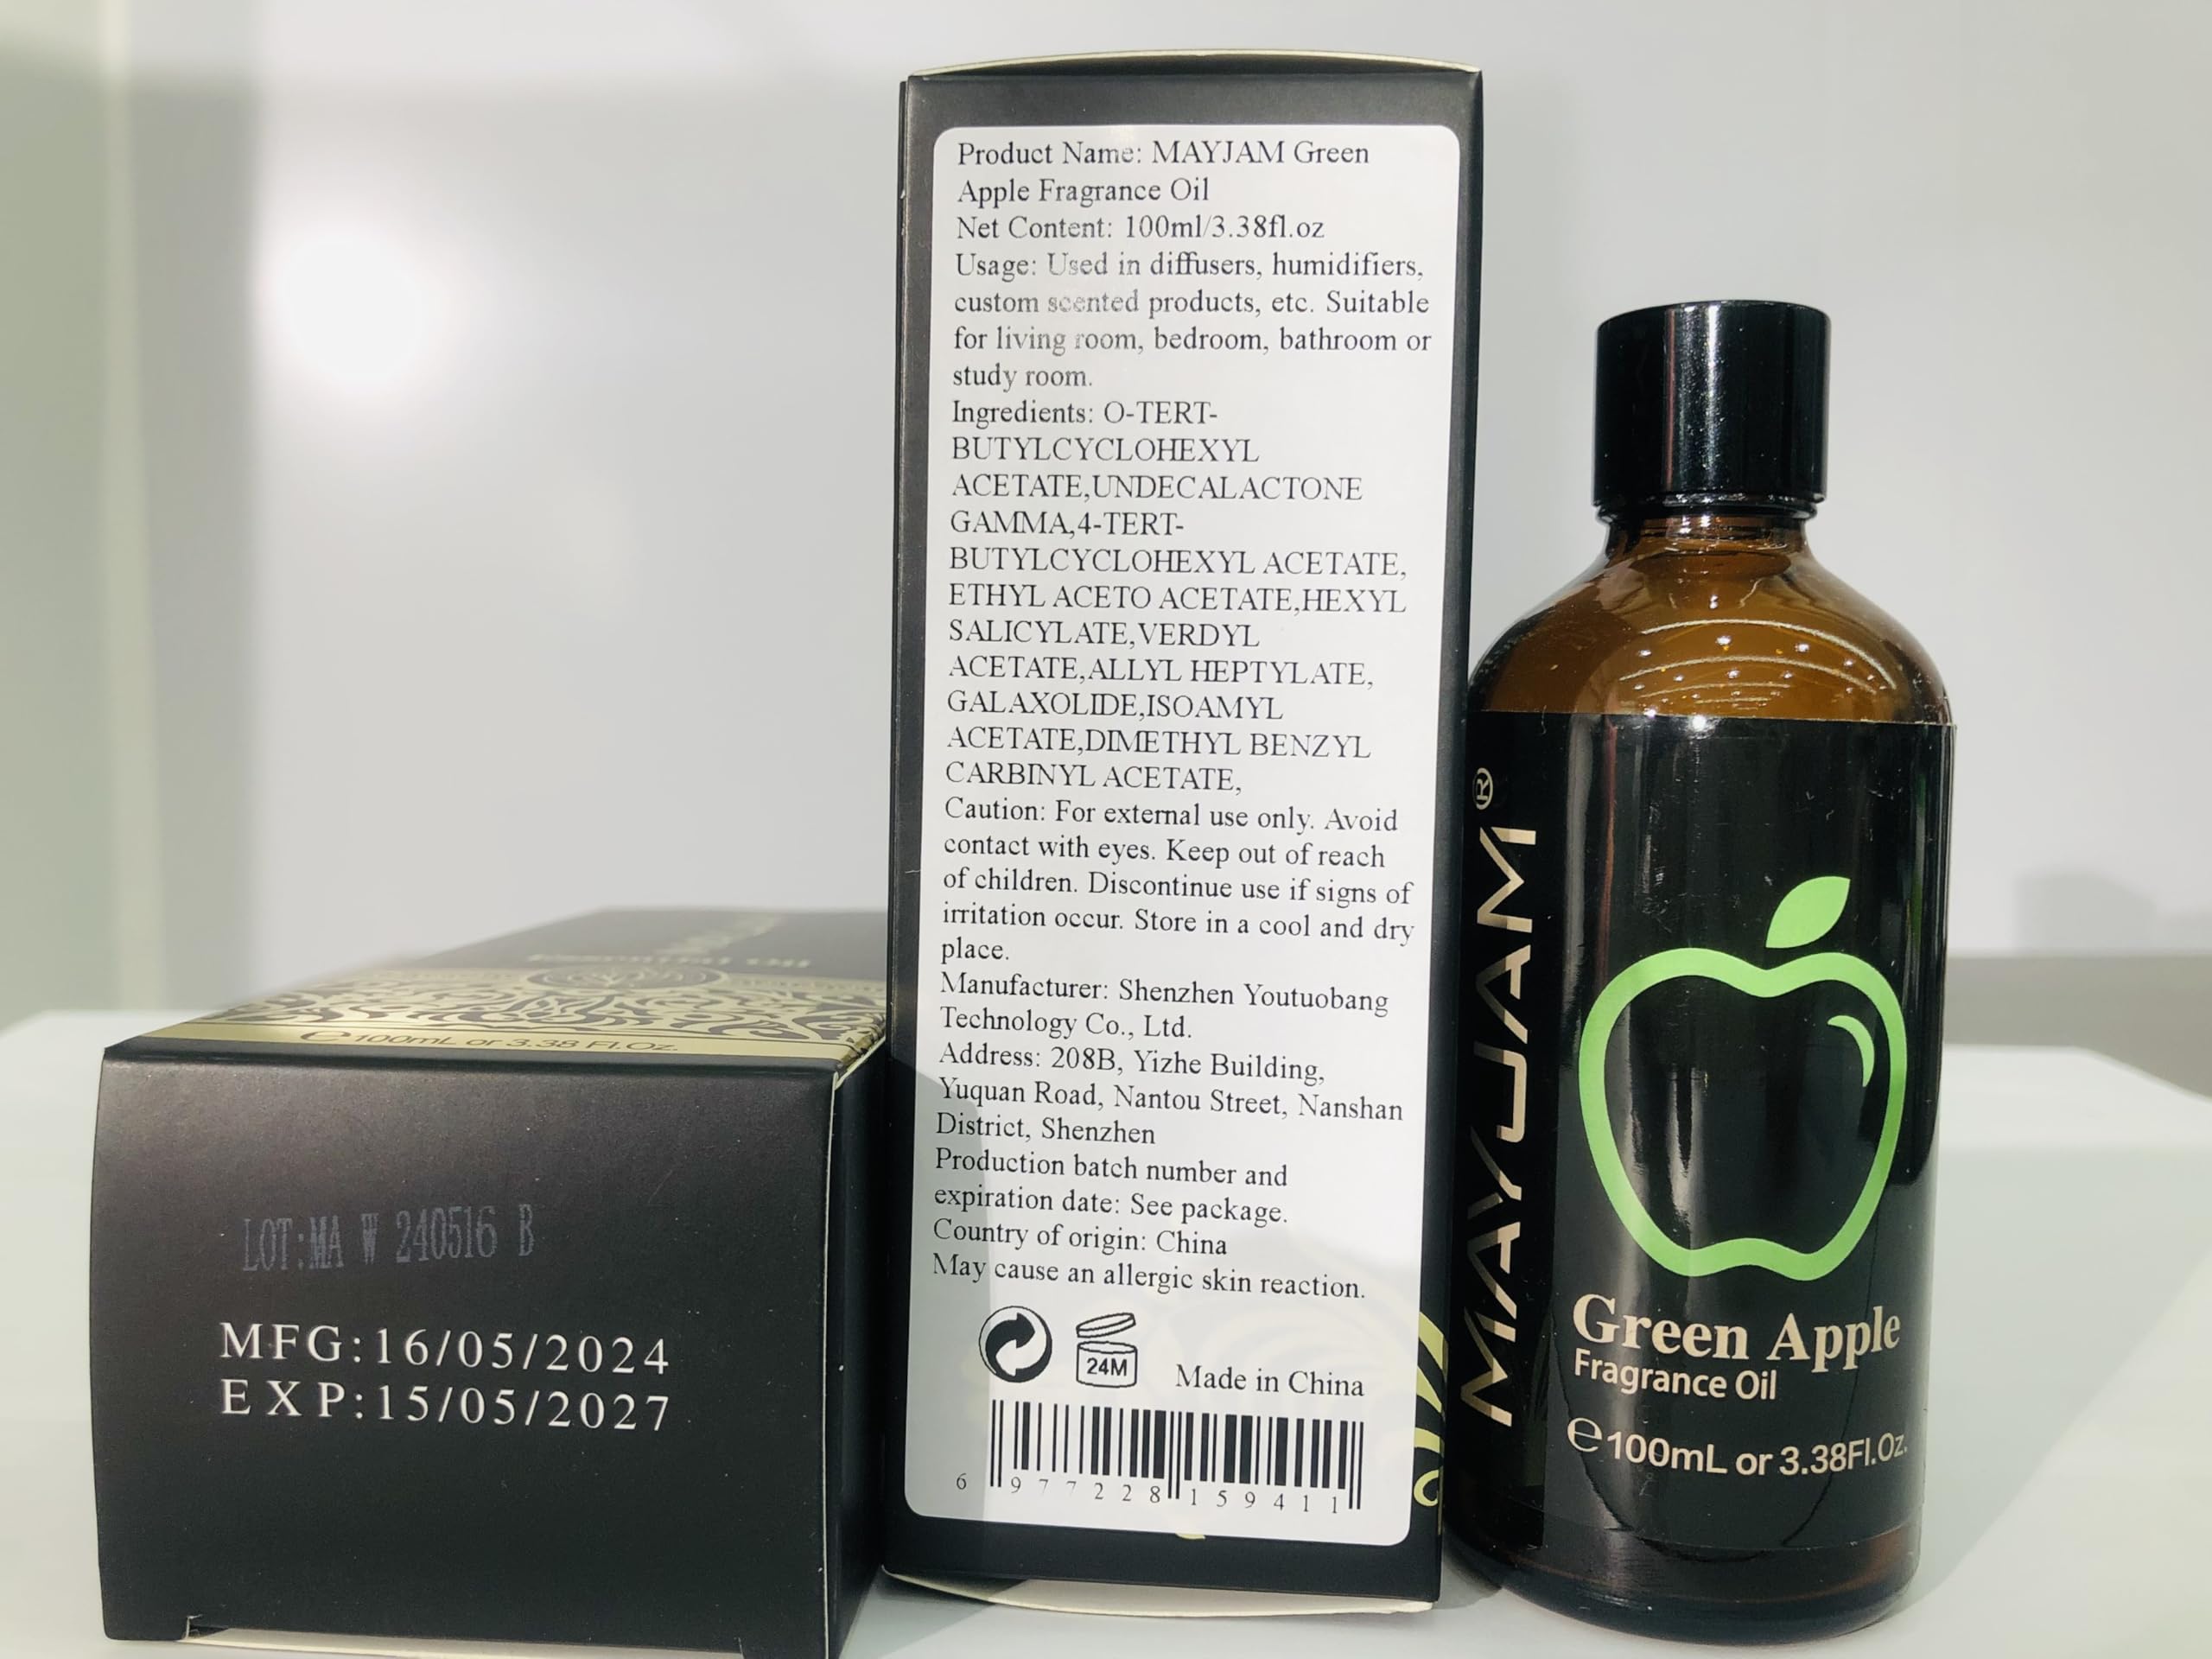 Product Name: MAYJAM Green
Apple Fragrance Oil
Net Content: 100ml/3.38fl.oz
Usage: Used in diffusers, humidifiers,
custom scented products, etc. Suitable
for living room, bedroom, bathroom or
study room.
Ingredients: O-TERT-
BUTYLCYCLOHEXYL
ACETATE,UNDECALACTONE
GAMMA,4-TERT-
BUTYLCYCLOHEXYL ACETATE,
ETHYL ACETO ACETATE,HEXYL
SALICYLATE,VERDYL
ACETATE,ALLYL HEPTYLATE,
GALAXOLIDE,ISOAMYL
ACETATE,DIMETHYL BENZYL
CARBINYL ACETATE,
Caution: For external use only. Avoid
contact with eyes. Keep out of reach
of children. Discontinue use if signs of
irritation occur. Store in a cool and dry
place.
Manufacturer: Shenzhen Youtuobang
Technology Co., Ltd.
Address: 208B, Yizhe Building,
Yuquan Road, Nantou Street, Nanshan
District, Shenzhen
Production batch number and
expiration date: See package.
Country of origin: China
May cause an allergic skin reaction.
24M
Made in China
6 977228 159411
℮100mL or 3.38 Fl.Oz.
LOT:MA W 240516 B
MFG:16/05/2024
EXP:15/05/2027
MAYJAM®
Green Apple
Fragrance Oil
℮100mL or 3.38Fl.Oz.